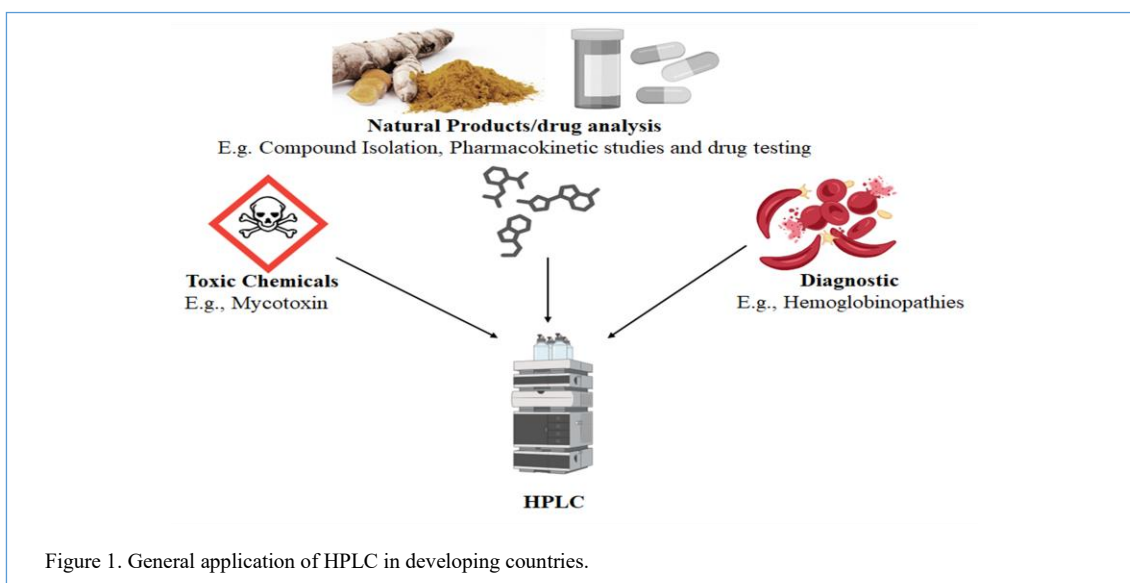 Natural Products/drug analysis
E.g. Compound Isolation, Pharmacokinetic studies and drug testing
Toxic Chemicals
E.g., Mycotoxin
Diagnostic
E.g., Hemoglobinopathies
HPLC
Figure 1. General application of HPLC in developing countries.